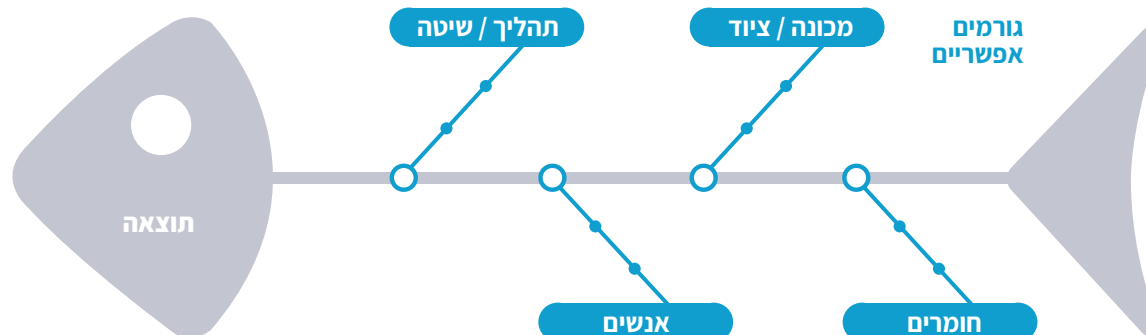 גורמים
אפשריים
מכונה / ציוד
תהליך / שיטה
תוצאה
חומרים
אנשים